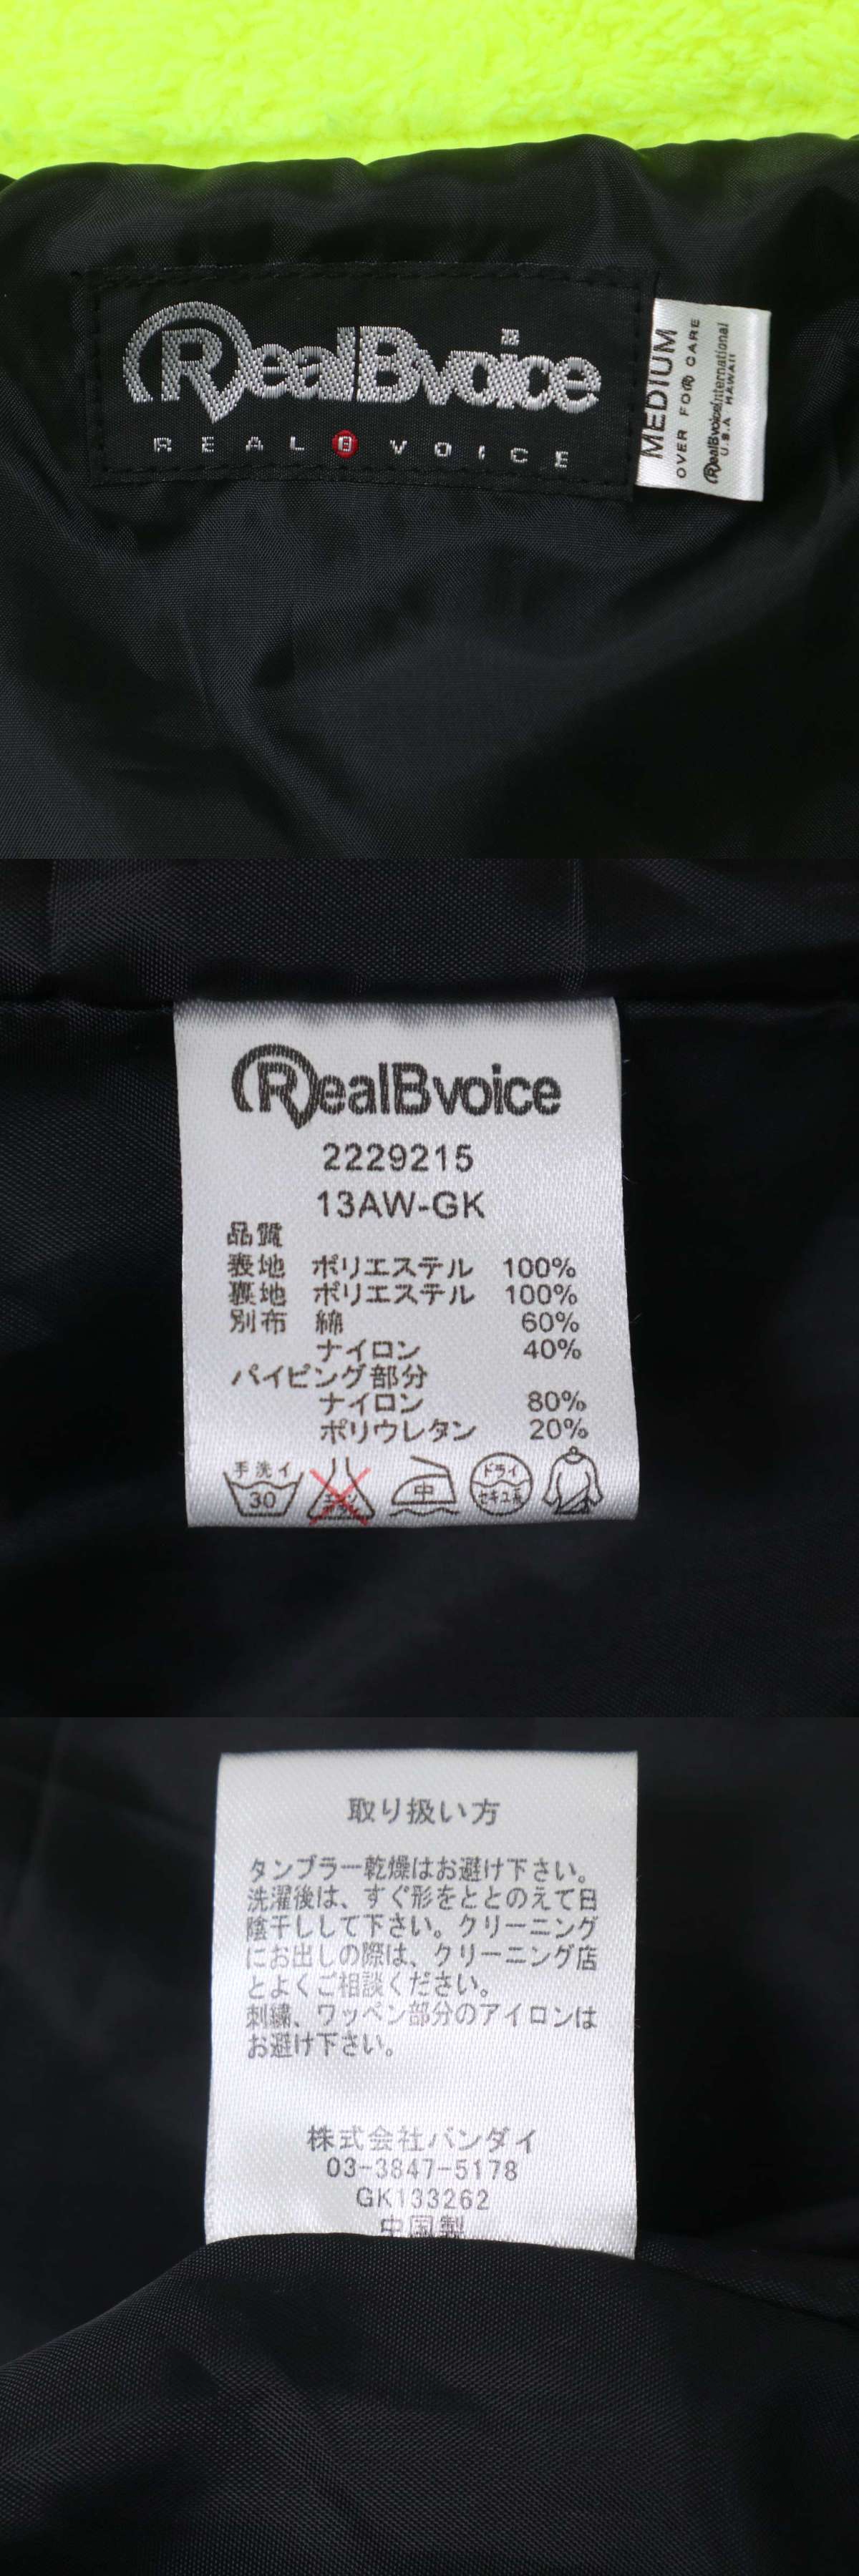 RealBvoice
REAL B VOICE
MEDIUM
OVER FOR CARE
RealBvoiceInternational
U.S.A HAWAII
RealBvoice
2229215
13AW-GK
品質
表地 ポリエステル 100%
裏地 ポリエステル 100%
別布 綿 60%
ナイロン 40%
パイピング部分
ナイロン 80%
ポリウレタン 20%
手洗イ 30 エンソ 中 ドライ セキユ系
取り扱い方
タンブラー乾燥はお避け下さい。
洗濯後は、すぐ形をととのえて日
陰干しして下さい。クリーニング
にお出しの際は、クリーニング店
とよくご相談ください。
刺繍、ワッペン部分のアイロンは
お避け下さい。
株式会社バンダイ
03-3847-5178
GK133262
中国製